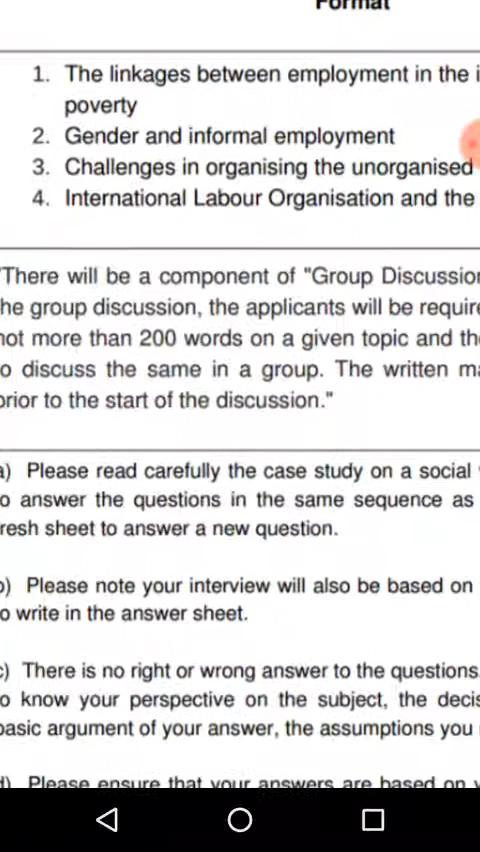 Format
1. The linkages between employment in the
poverty
2. Gender and informal employment
3. Challenges in organising the unorganised
4. International Labour Organisation and the
"There will be a component of "Group Discussion
he group discussion, the applicants will be require
not more than 200 words on a given topic and the
o discuss the same in a group. The written ma
prior to the start of the discussion."
a) Please read carefully the case study on a social
o answer the questions in the same sequence as
resh sheet to answer a new question.
b) Please note your interview will also be based on
o write in the answer sheet.
c) There is no right or wrong answer to the questions.
o know your perspective on the subject, the decis
basic argument of your answer, the assumptions you
d) Please ensure that your answers are based on